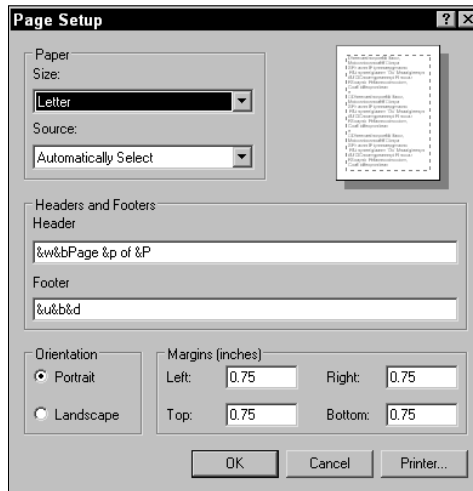 Page Setup
Paper
Size:
Letter
Source:
Automatically Select
Headers and Footers
Header
&w&bPage &p of &P
Footer
&u&b&d
Orientation
Portrait
Landscape
Margins (inches)
Left: 0.75 Right: 0.75
Top: 0.75 Bottom: 0.75
OK Cancel Printer...